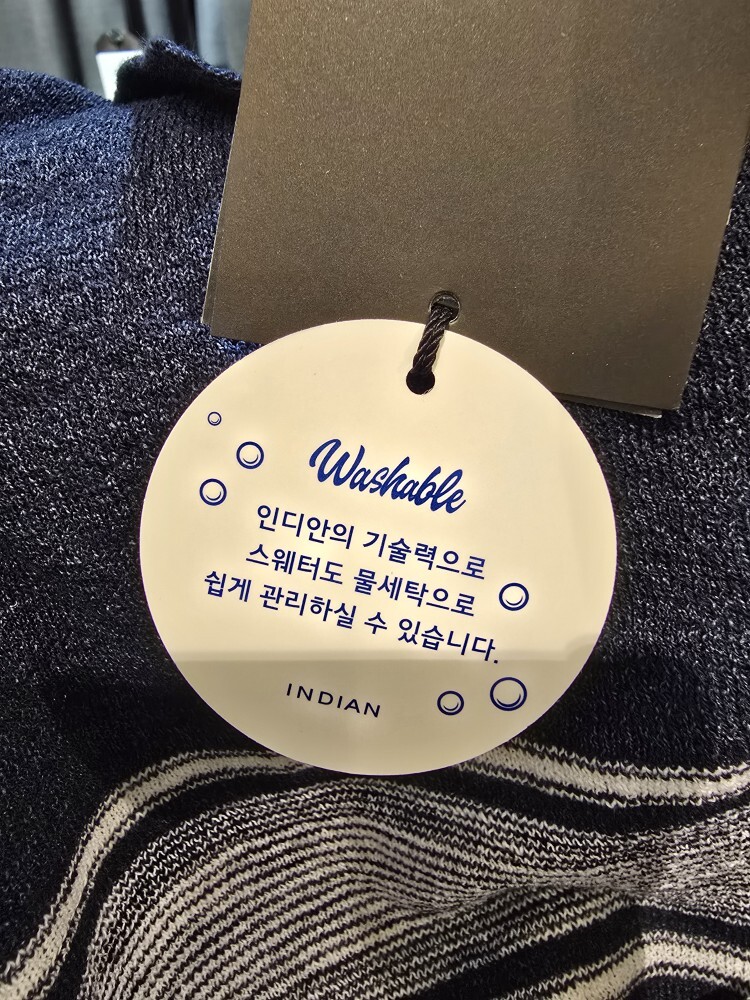 Washable
인디안의 기술력으로
스웨터도 물세탁으로
쉽게 관리하실 수 있습니다.
INDIAN